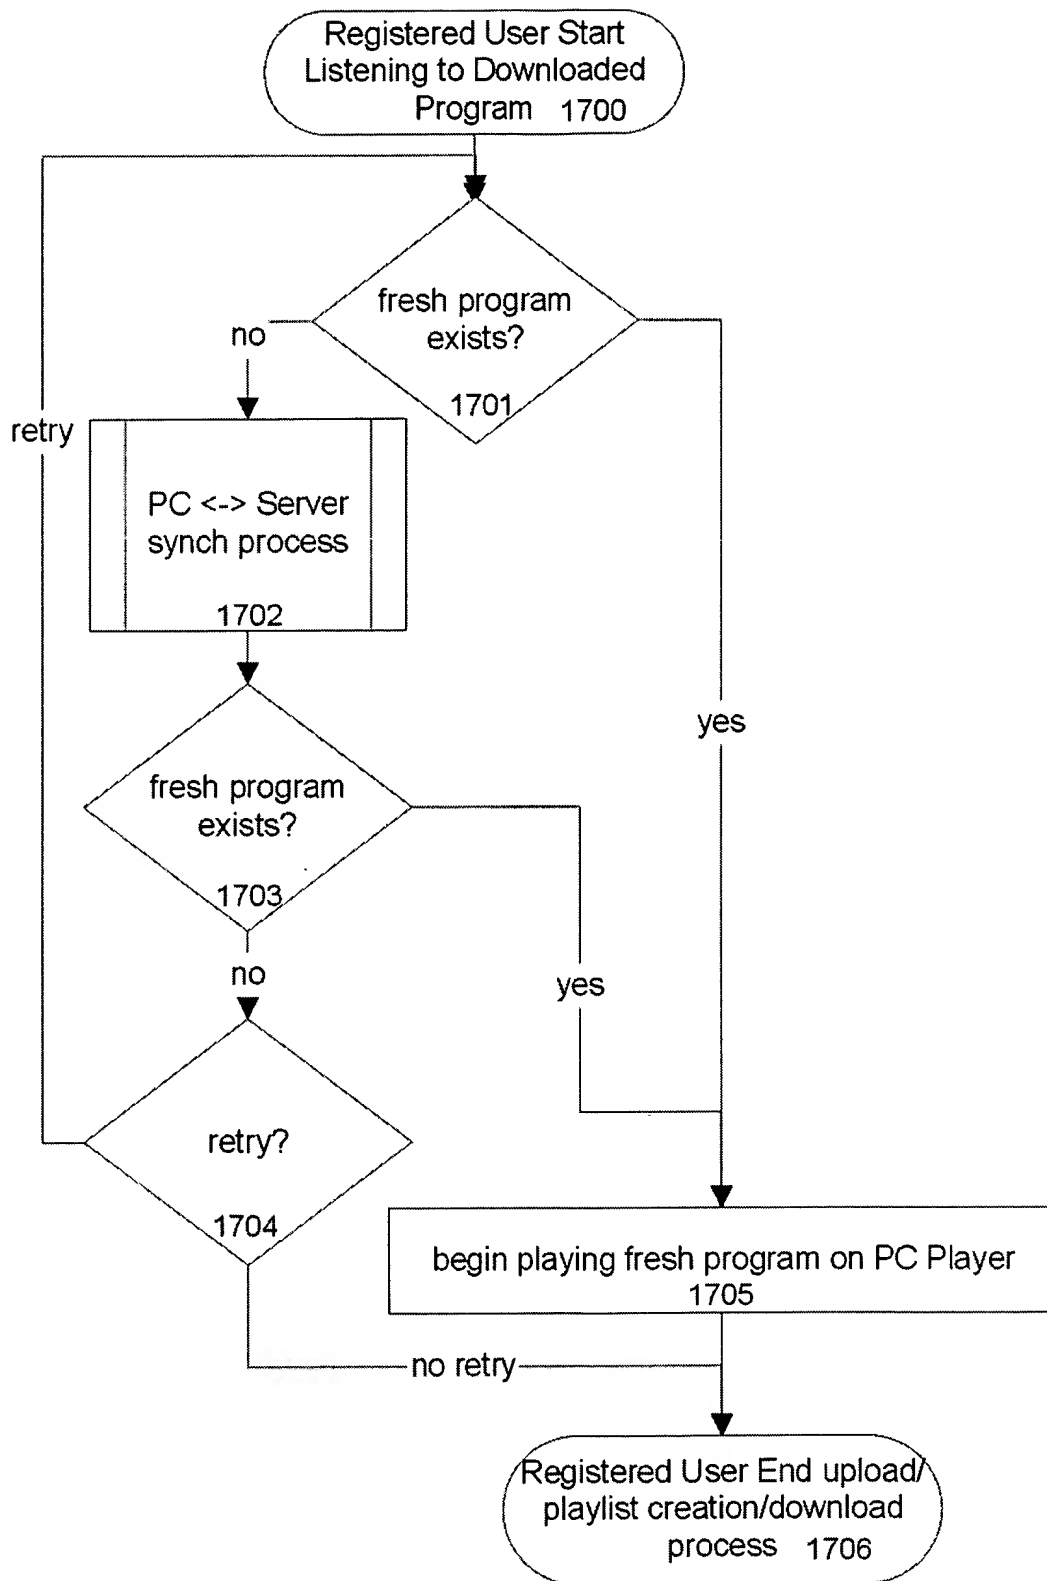 Registered User Start
Listening to Downloaded
Program 1700
fresh program
exists?
1701
no
retry
PC <-> Server
synch process
1702
yes
fresh program
exists?
1703
no
yes
retry?
1704
begin playing fresh program on PC Player
1705
no retry
Registered User End upload/
playlist creation/download
process 1706